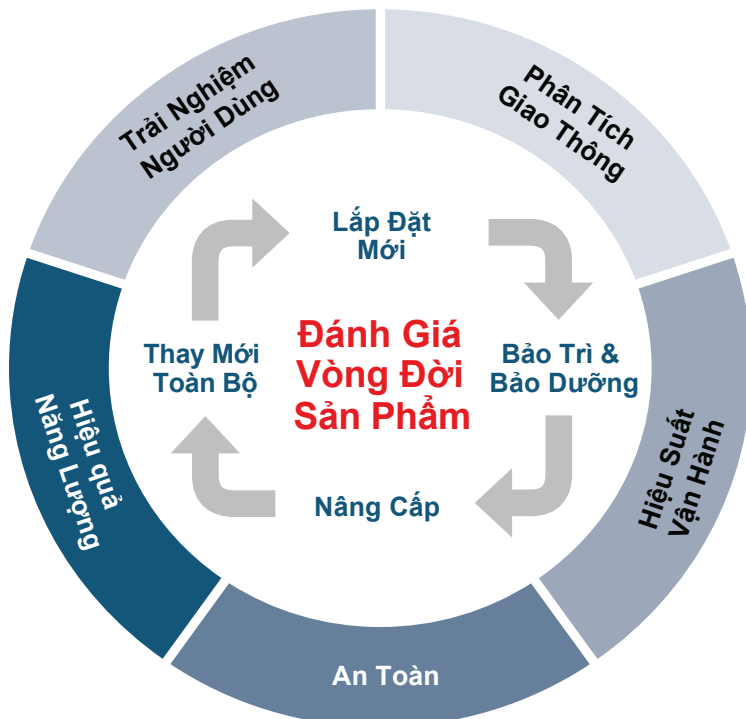 Trải Nghiệm
Người Dùng
Phân Tích
Giao Thông
Lắp Đặt
Mới
Thay Mới
Toàn Bộ
Đánh Giá
Vòng Đời
Sản Phẩm
Bảo Trì &
Bảo Dưỡng
Hiệu quả
Năng Lượng
Nâng Cấp
Hiệu Suất
Vận Hành
An Toàn